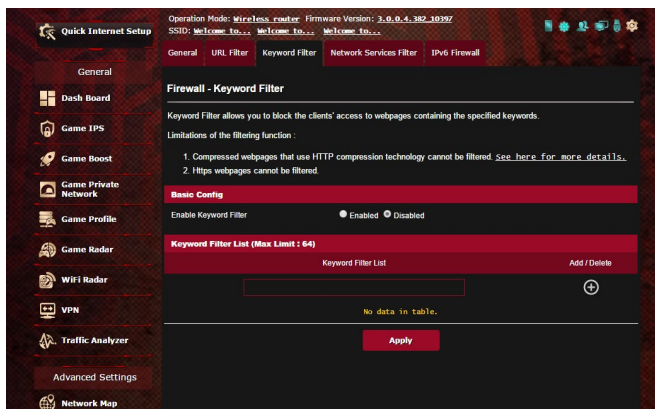 Quick Internet Setup
General
Dash Board
Game IPS
Game Boost
Game Private
Network
Game Profile
Game Radar
WiFi Radar
VPN
Traffic Analyzer
Advanced Settings
Network Map
Operation Mode: Wireless router Firmware Version: 3.0.0.4.382_10397
SSID: Welcome to... Welcome to... Welcome to...
General URL Filter Keyword Filter Network Services Filter IPv6 Firewall
Firewall - Keyword Filter
Keyword Filter allows you to block the clients' access to webpages containing the specified keywords.
Limitations of the filtering function :
1. Compressed webpages that use HTTP compression technology cannot be filtered. See here for more details.
2. Https webpages cannot be filtered.
Basic Config
Enable Keyword Filter Enabled Disabled
Keyword Filter List (Max Limit : 64)
Keyword Filter List Add / Delete
No data in table.
Apply